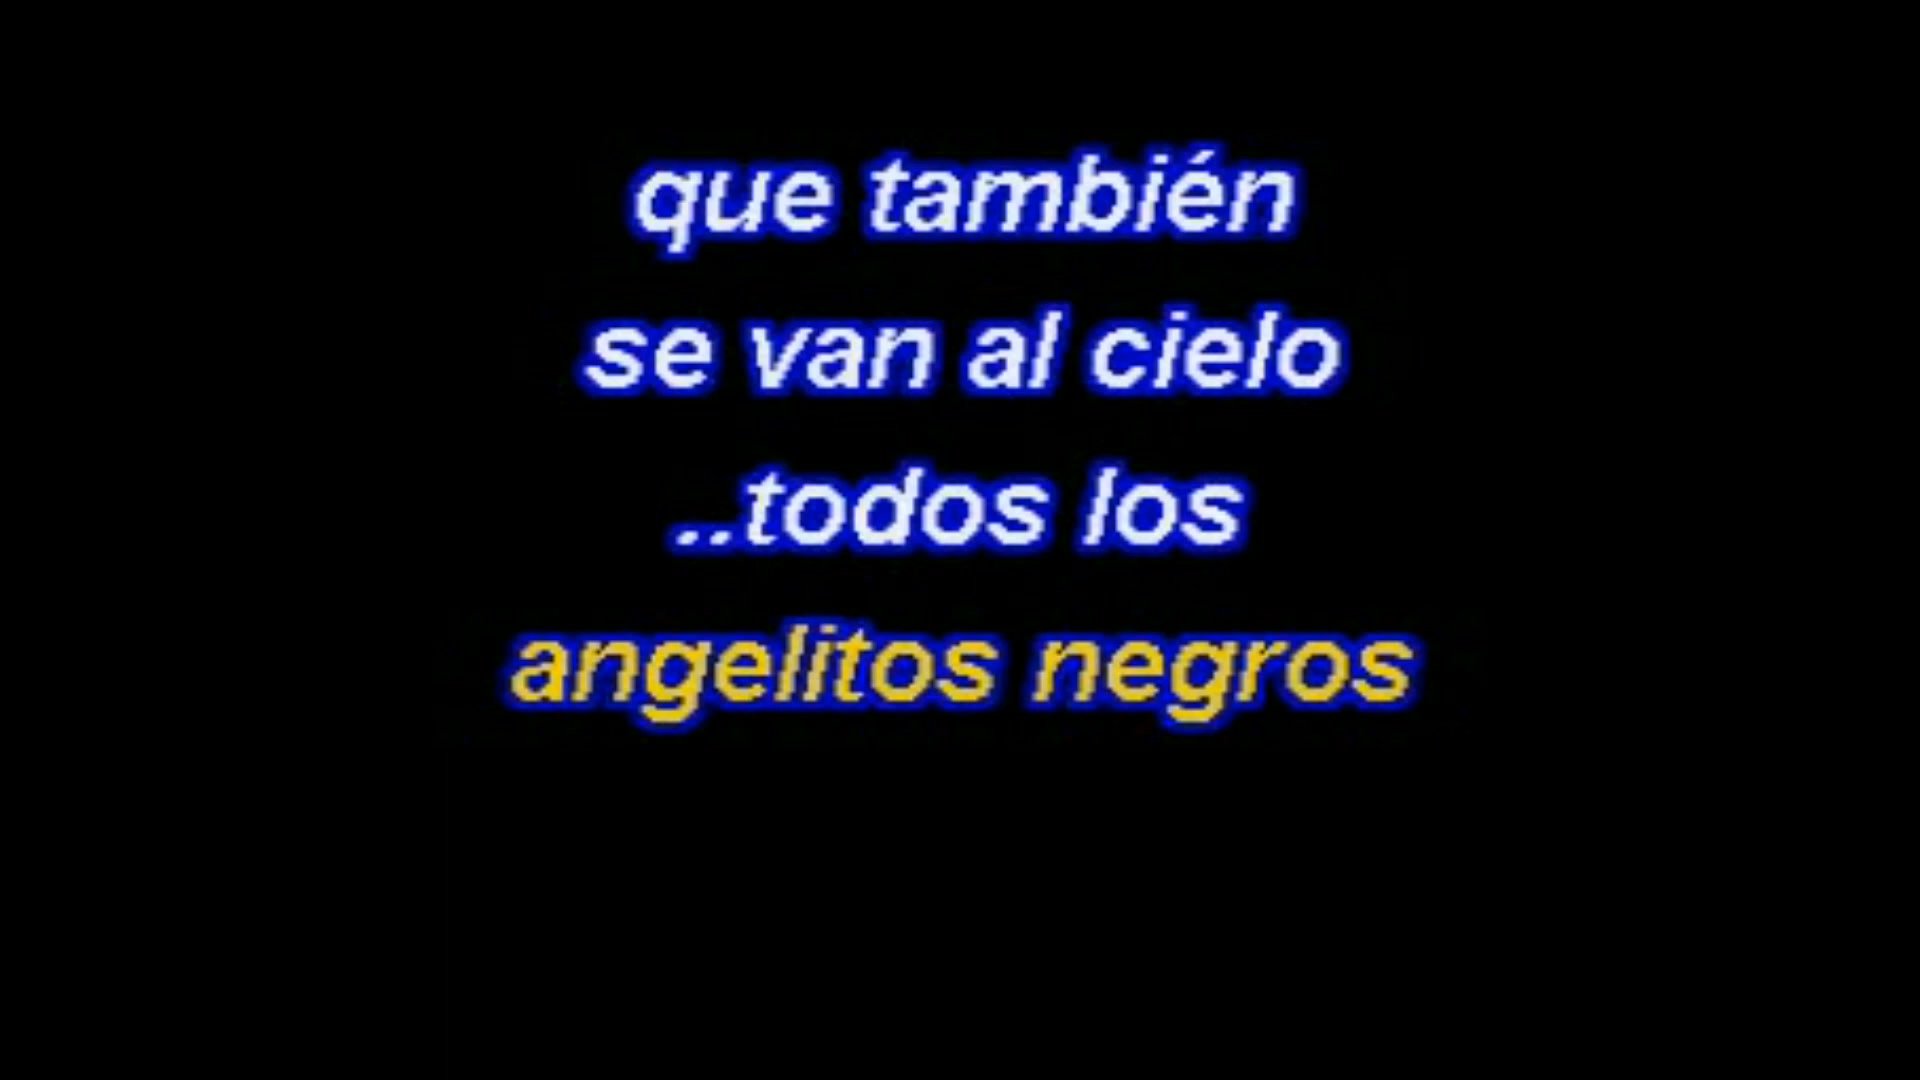 que también
se van al cielo
..todos los
angelitos negros